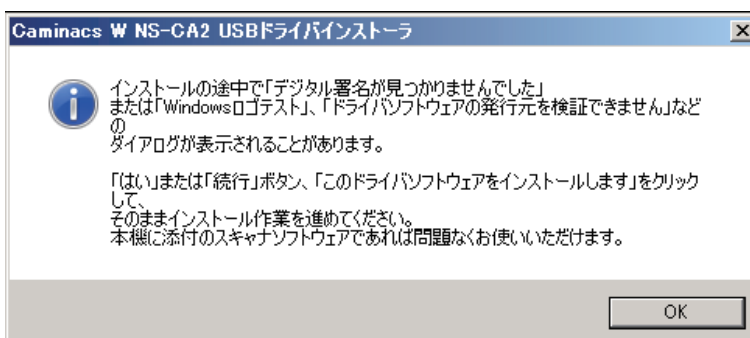 Caminacs W NS-CA2 USBドライバインストーラ
インストールの途中で「デジタル署名が見つかりませんでした」
または「Windowsロゴテスト」、「ドライバソフトウェアの発行元を検証できません」など
の
ダイアログが表示されることがあります。
「はい」または「続行」ボタン、「このドライバソフトウェアをインストールします」をクリック
して、
そのままインストール作業を進めてください。
本機に添付のスキャナソフトウェアであれば問題なくお使いいただけます。
OK